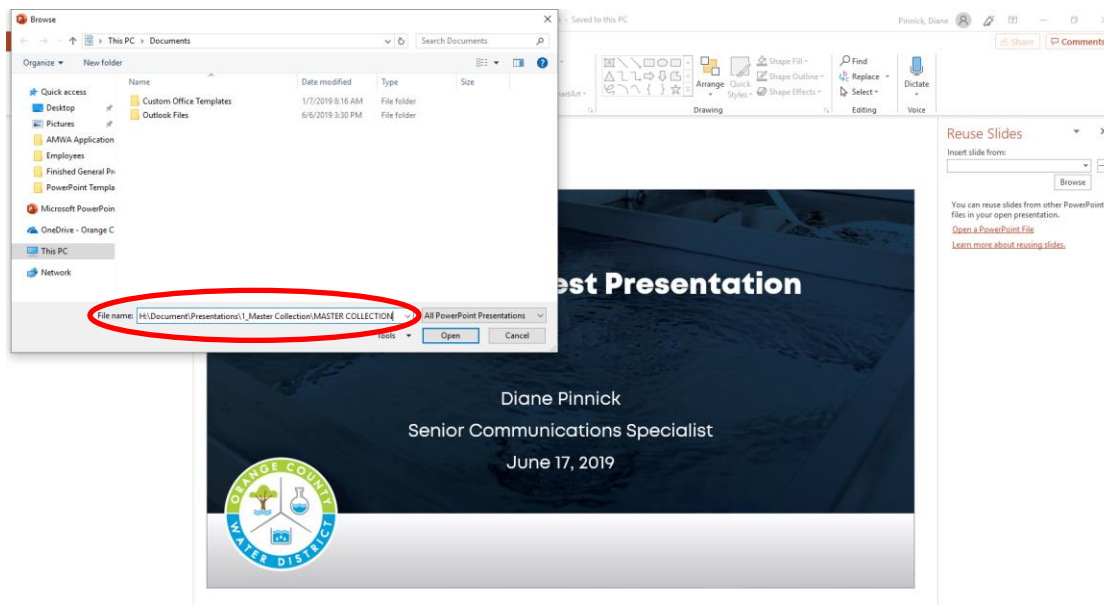 Browse
- Saved to this PC
Pinnick, Diane
This PC > Documents
Search Documents
Share
Comments
Organize
New folder
Name
Date modified
Type
Size
Custom Office Templates
1/7/2019 8:16 AM
File folder
Outlook Files
6/6/2019 3:30 PM
File folder
Quick access
Desktop
Pictures
AMWA Application
Employees
Finished General Pr
PowerPoint Templa
Microsoft PowerPoin
OneDrive - Orange C
This PC
Network
File name: H:\Document\Presentations\1_Master Collection\MASTER COLLECTION
All PowerPoint Presentations
Tools
Open
Cancel
Arrange
Quick Styles
Shape Fill
Shape Outline
Shape Effects
Drawing
Find
Replace
Select
Editing
Dictate
Voice
Reuse Slides
Insert slide from:
Browse
You can reuse slides from other PowerPoint
files in your open presentation.
Open a PowerPoint File
Learn more about reusing slides.
est Presentation
Diane Pinnick
Senior Communications Specialist
June 17, 2019
ORANGE COUNTY
WATER DISTRICT